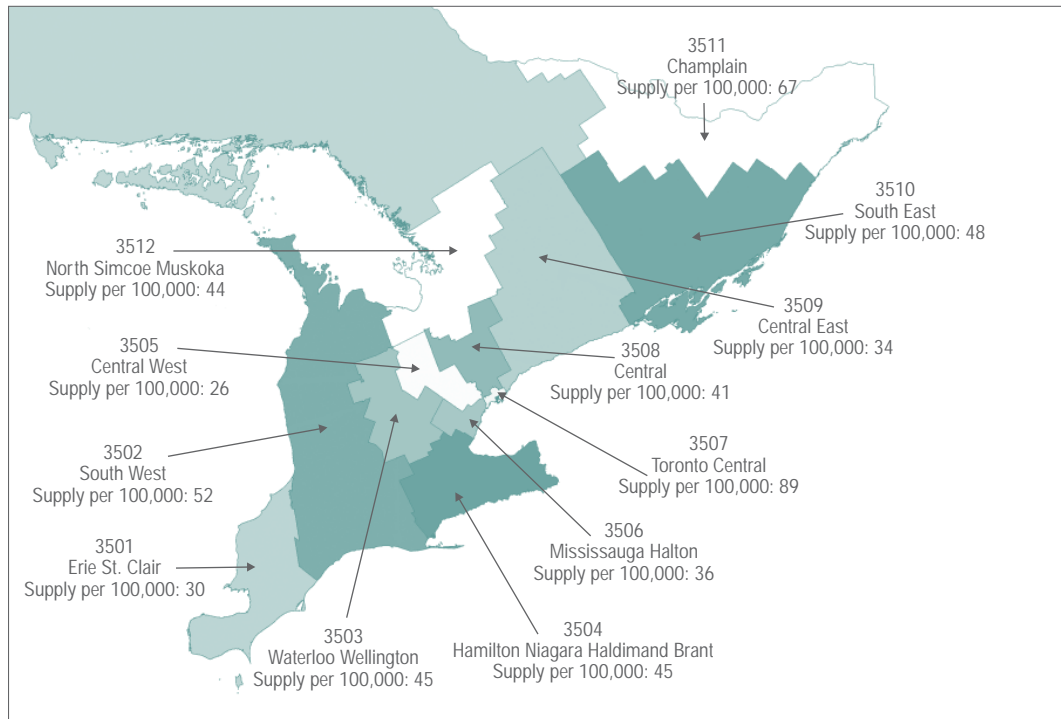 3511
Champlain
Supply per 100,000: 67
3510
South East
Supply per 100,000: 48
3512
North Simcoe Muskoka
Supply per 100,000: 44
3509
Central East
Supply per 100,000: 34
3505
Central West
Supply per 100,000: 26
3508
Central
Supply per 100,000: 41
3502
South West
Supply per 100,000: 52
3507
Toronto Central
Supply per 100,000: 89
3506
Mississauga Halton
Supply per 100,000: 36
3501
Erie St. Clair
Supply per 100,000: 30
3503
Waterloo Wellington
Supply per 100,000: 45
3504
Hamilton Niagara Haldimand Brant
Supply per 100,000: 45